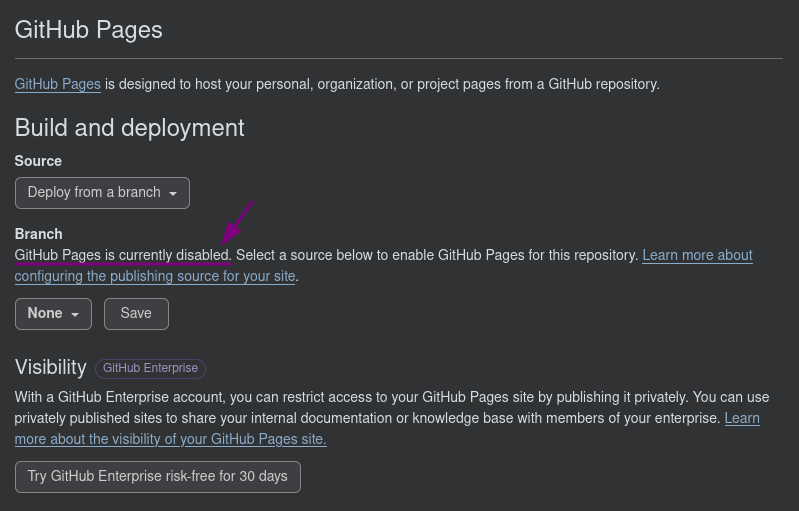 GitHub Pages
GitHub Pages is designed to host your personal, organization, or project pages from a GitHub repository.
Build and deployment
Source
Deploy from a branch
Branch
GitHub Pages is currently disabled. Select a source below to enable GitHub Pages for this repository. Learn more about
configuring the publishing source for your site.
None Save
Visibility GitHub Enterprise
With a GitHub Enterprise account, you can restrict access to your GitHub Pages site by publishing it privately. You can use
privately published sites to share your internal documentation or knowledge base with members of your enterprise. Learn
more about the visibility of your GitHub Pages site.
Try GitHub Enterprise risk-free for 30 days